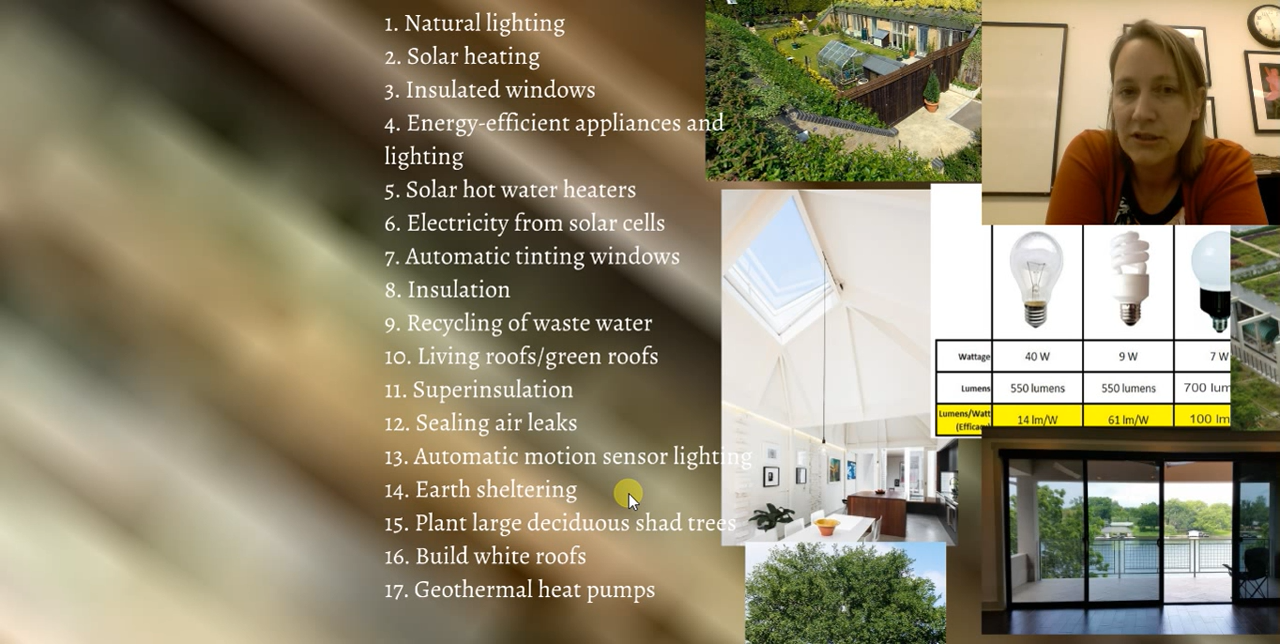 1. Natural lighting
2. Solar heating
3. Insulated windows
4. Energy-efficient appliances and
lighting
5. Solar hot water heaters
6. Electricity from solar cells
7. Automatic tinting windows
8. Insulation
9. Recycling of waste water
10. Living roofs/green roofs
11. Superinsulation
12. Sealing air leaks
13. Automatic motion sensor lighting
14. Earth sheltering
15. Plant large deciduous shad trees
16. Build white roofs
17. Geothermal heat pumps
Wattage 40 W 9 W 7 W
Lumens 550 lumens 550 lumens 700 lum
Lumens/Watt 14 lm/W 61 lm/W 100 lm